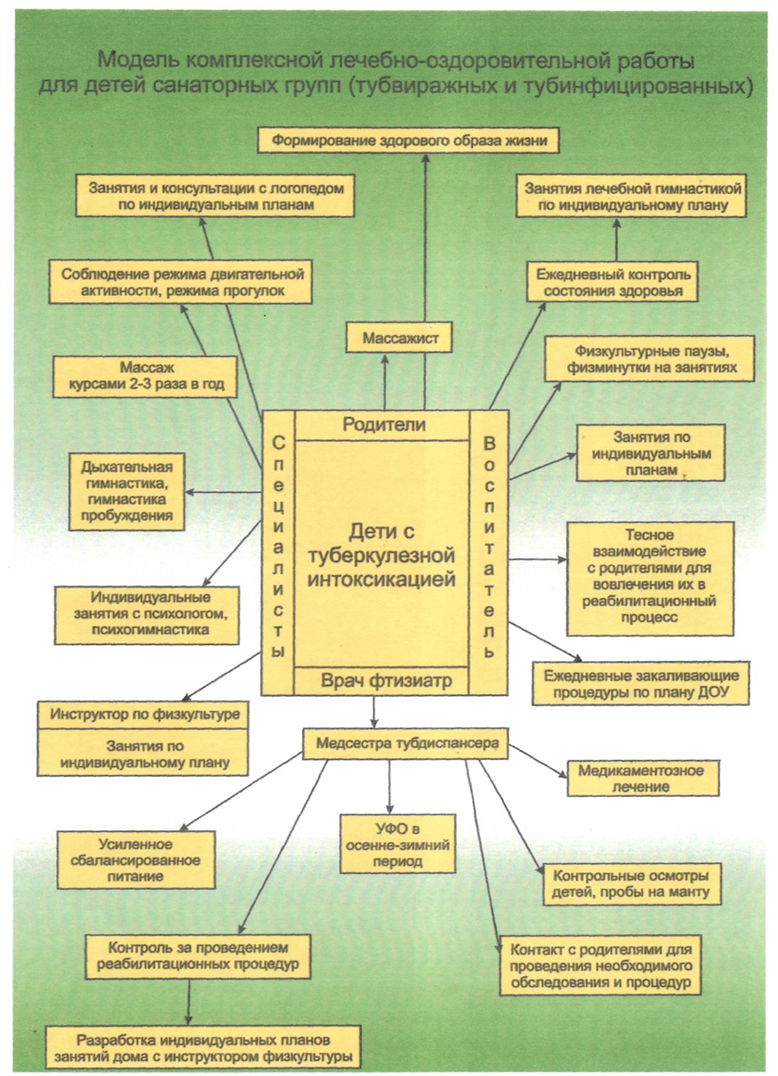 Модель комплексной лечебно-оздоровительной работы
для детей санаторных групп (тубвиражных и тубинфицированных)
Формирование здорового образа жизни
Занятия и консультации с логопедом
по индивидуальным планам
Занятия лечебной гимнастикой
по индивидуальному плану
Соблюдение режима двигательной
активности, режима прогулок
Ежедневный контроль
состояния здоровья
Массажист
Массаж
курсами 2-3 раза в год
Физкультурные паузы,
физминутки на занятиях
Родители
Специалисты
Воспитатель
Дети с
туберкулезной
интоксикацией
Врач фтизиатр
Занятия по
индивидуальным
планам
Дыхательная
гимнастика,
гимнастика
пробуждения
Тесное
взаимодействие
с родителями для
вовлечения их в
реабилитационный
процесс
Индивидуальные
занятия с психологом,
психогимнастика
Ежедневные закаливающие
процедуры по плану ДОУ
Инструктор по физкультуре
Занятия по
индивидуальному плану
Медсестра тубдиспансера
Медикаментозное
лечение
Усиленное
сбалансированное
питание
УФО в
осенне-зимний
период
Контрольные осмотры
детей, пробы на манту
Контроль за проведением
реабилитационных процедур
Контакт с родителями для
проведения необходимого
обследования и процедур
Разработка индивидуальных планов
занятий дома с инструктором физкультуры